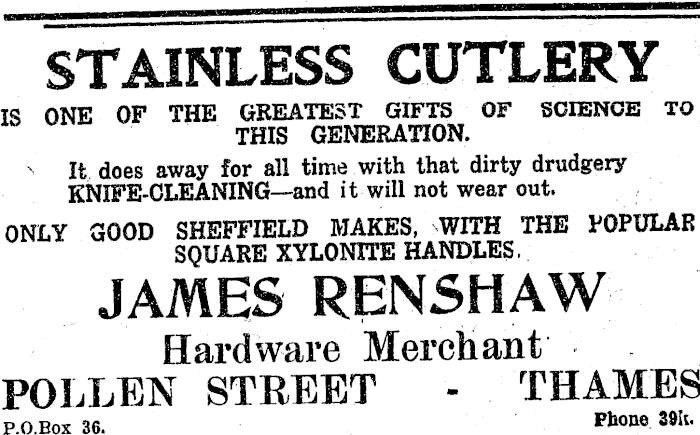 STAINLESS CUTLERY
IS ONE OF THE GREATEST GIFTS OF SCIENCE TO
THIS GENERATION.
It does away for all time with that dirty drudgery
KNIFE-CLEANING—and it will not wear out.
ONLY GOOD SHEFFIELD MAKES, WITH THE POPULAR
SQUARE XYLONITE HANDLES.
JAMES RENSHAW
Hardware Merchant
POLLEN STREET - THAMES
P.O.Box 36.
Phone